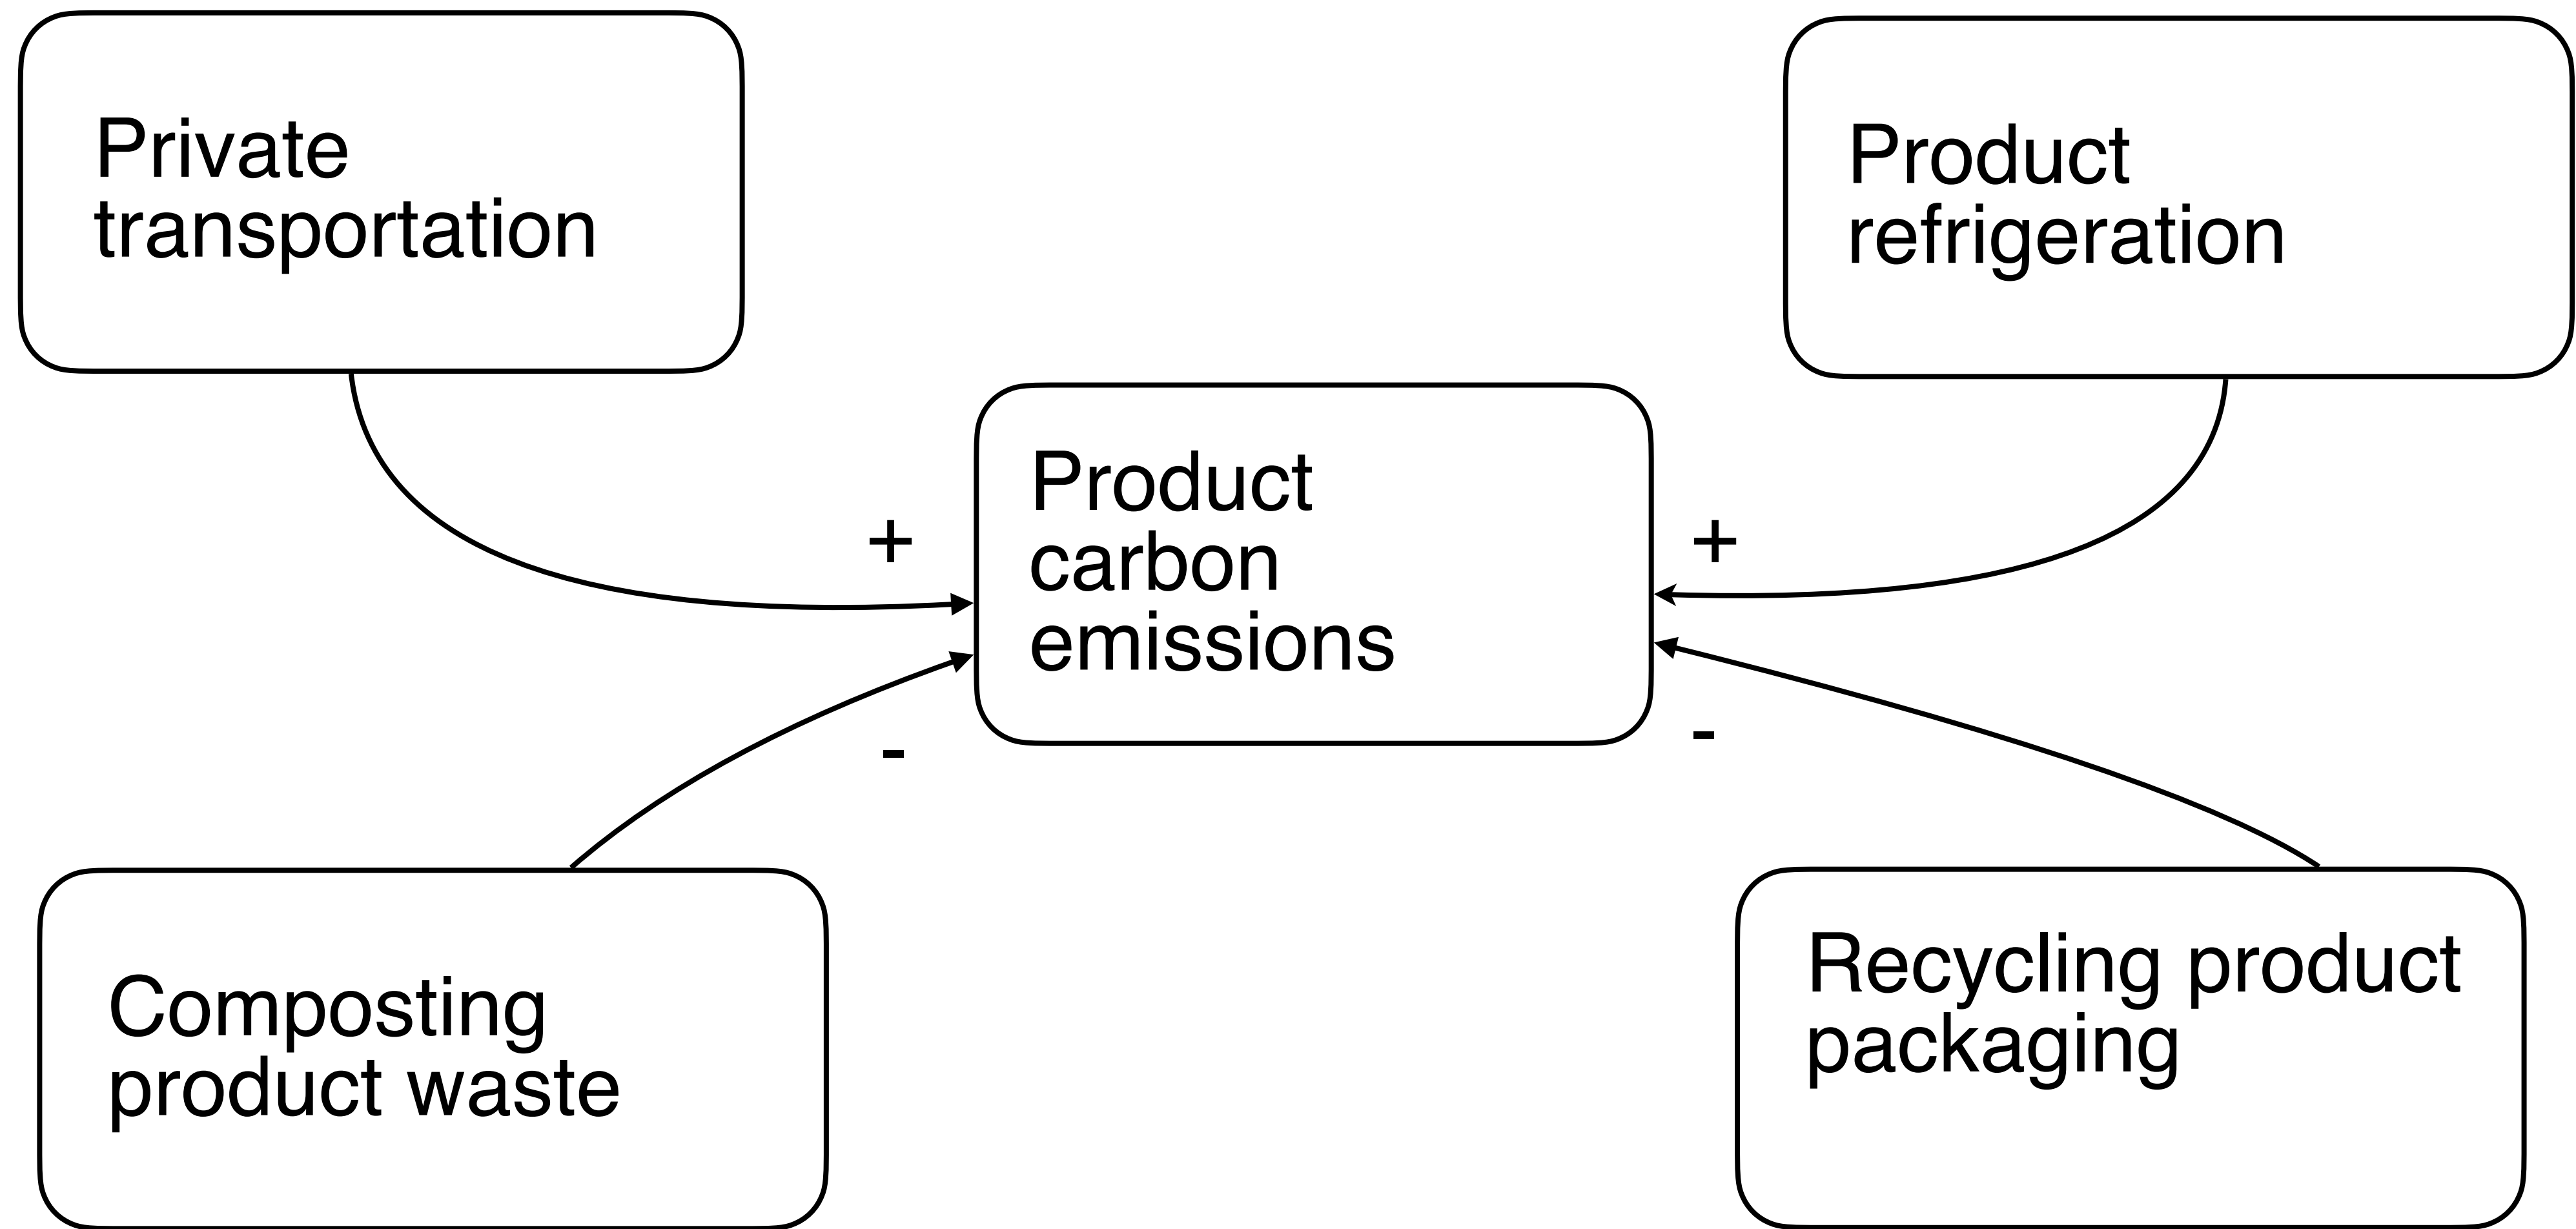 Private
transportation
Product
refrigeration
Product
carbon
emissions
+
+
-
-
Composting
product waste
Recycling product
packaging